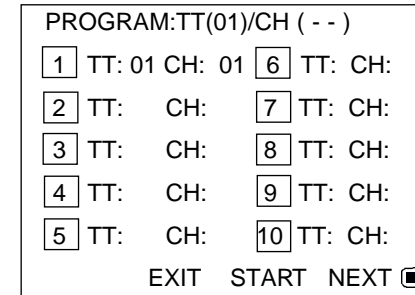 PROGRAM:TT(01)/CH ( - - )
1 TT: 01 CH: 01 6 TT: CH:
2 TT: CH: 7 TT: CH:
3 TT: CH: 8 TT: CH:
4 TT: CH: 9 TT: CH:
5 TT: CH: 10 TT: CH:
EXIT START NEXT